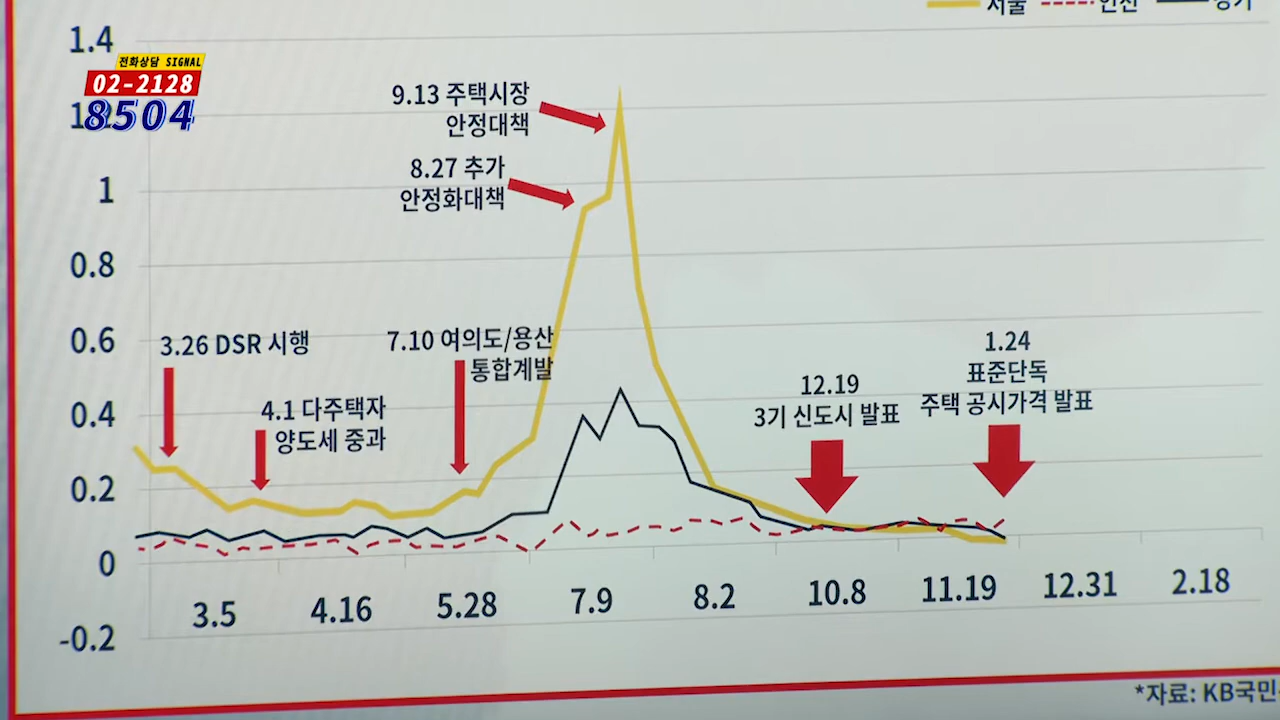 서울 인천 경기
1.4
전화상담 SIGNAL
02-2128
8504
9.13 주택시장
안정대책
8.27 추가
안정화대책
1
0.8
0.6
3.26 DSR 시행
7.10 여의도/용산
통합계발
1.24
표준단독
주택 공시가격 발표
12.19
3기 신도시 발표
0.4
4.1 다주택자
양도세 중과
0.2
0
-0.2
3.5 4.16 5.28 7.9 8.2 10.8 11.19 12.31 2.18
*자료: KB국민